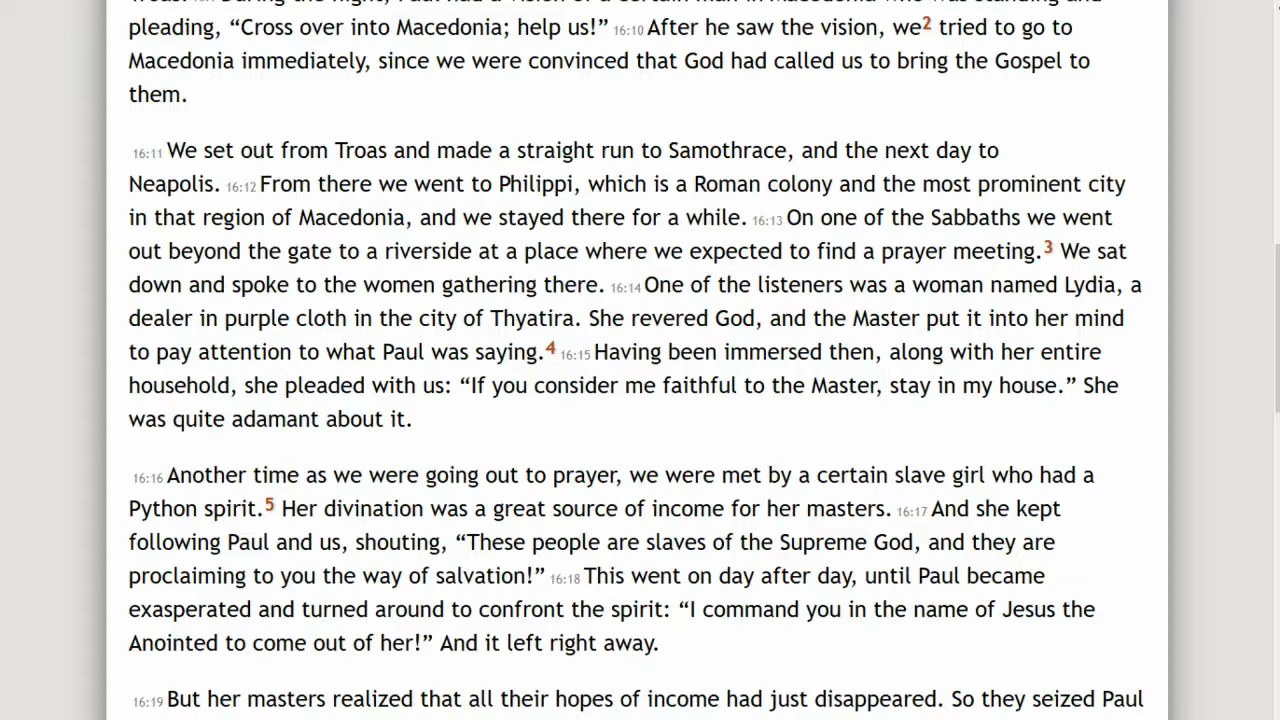 pleading, “Cross over into Macedonia; help us!” 16:10 After he saw the vision, we2 tried to go to
Macedonia immediately, since we were convinced that God had called us to bring the Gospel to
them.
16:11 We set out from Troas and made a straight run to Samothrace, and the next day to
Neapolis. 16:12 From there we went to Philippi, which is a Roman colony and the most prominent city
in that region of Macedonia, and we stayed there for a while. 16:13 On one of the Sabbaths we went
out beyond the gate to a riverside at a place where we expected to find a prayer meeting.3 We sat
down and spoke to the women gathering there. 16:14 One of the listeners was a woman named Lydia, a
dealer in purple cloth in the city of Thyatira. She revered God, and the Master put it into her mind
to pay attention to what Paul was saying.4 16:15 Having been immersed then, along with her entire
household, she pleaded with us: “If you consider me faithful to the Master, stay in my house.” She
was quite adamant about it.
16:16 Another time as we were going out to prayer, we were met by a certain slave girl who had a
Python spirit.5 Her divination was a great source of income for her masters. 16:17 And she kept
following Paul and us, shouting, “These people are slaves of the Supreme God, and they are
proclaiming to you the way of salvation!” 16:18 This went on day after day, until Paul became
exasperated and turned around to confront the spirit: “I command you in the name of Jesus the
Anointed to come out of her!” And it left right away.
16:19 But her masters realized that all their hopes of income had just disappeared. So they seized Paul